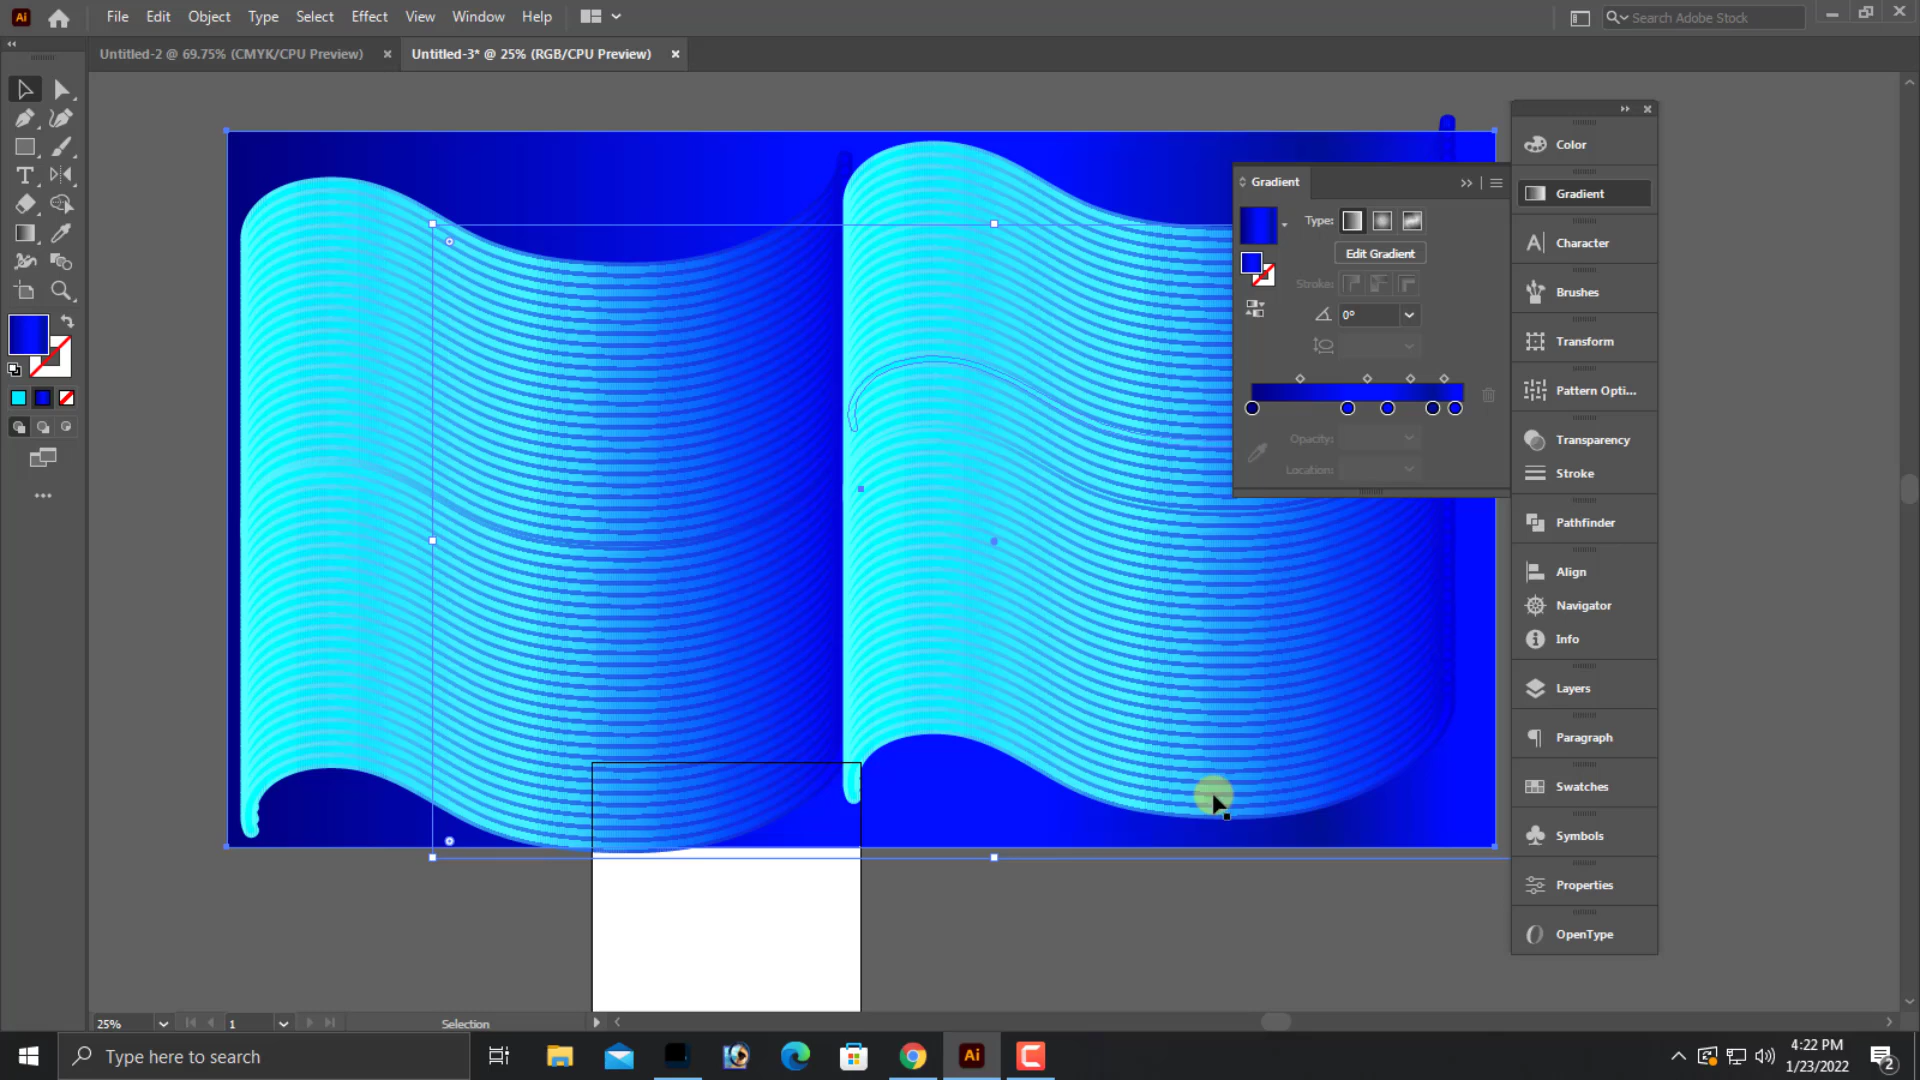 Ai File Edit Object Type Select Effect View Window Help Search Adobe Stock
Untitled-2 @ 69.75% (CMYK/CPU Preview) × Untitled-3* @ 25% (RGB/CPU Preview) ×
Color
Gradient
Character
Brushes
Transform
Pattern Opti...
Transparency
Stroke
Pathfinder
Align
Navigator
Info
Layers
Paragraph
Swatches
Symbols
Properties
OpenType
Gradient
Type:
Edit Gradient
Stroke:
0°
Opacity:
Location:
25% 1 Selection
Type here to search
Ai
4:22 PM
1/23/2022
2